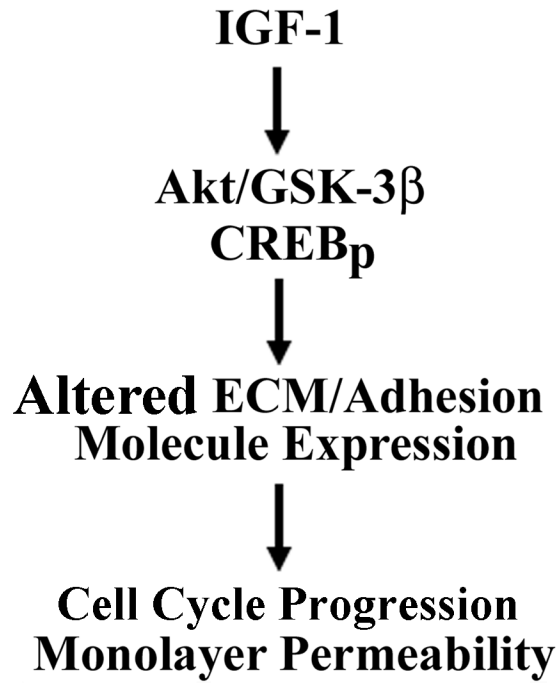 IGF-1
Akt/GSK-3β
CREBp
Altered ECM/Adhesion
Molecule Expression
Cell Cycle Progression
Monolayer Permeability